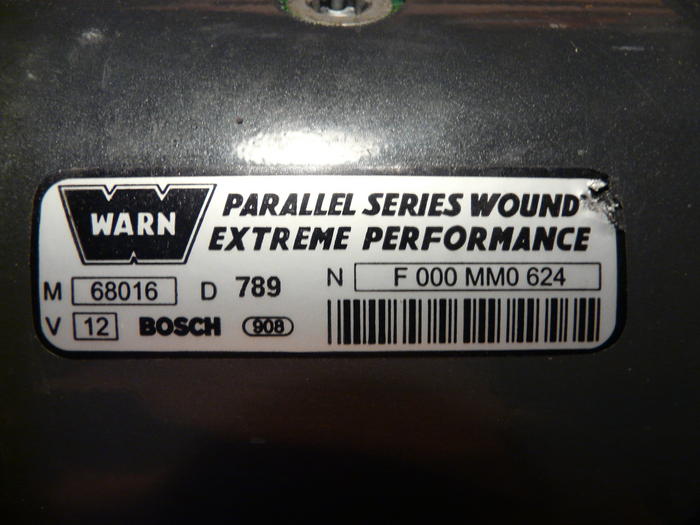 WARN
PARALLEL SERIES WOUND
EXTREME PERFORMANCE
M 68016 D 789 N F 000 MM0 624
V 12 BOSCH 908